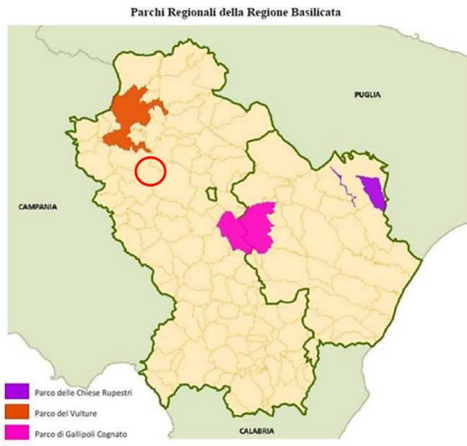 Parchi Regionali della Regione Basilicata
PUGLIA
CAMPANIA
Parco delle Chiese Rupestri
Parco del Vulture
Parco di Gallipoli Cognato
CALABRIA